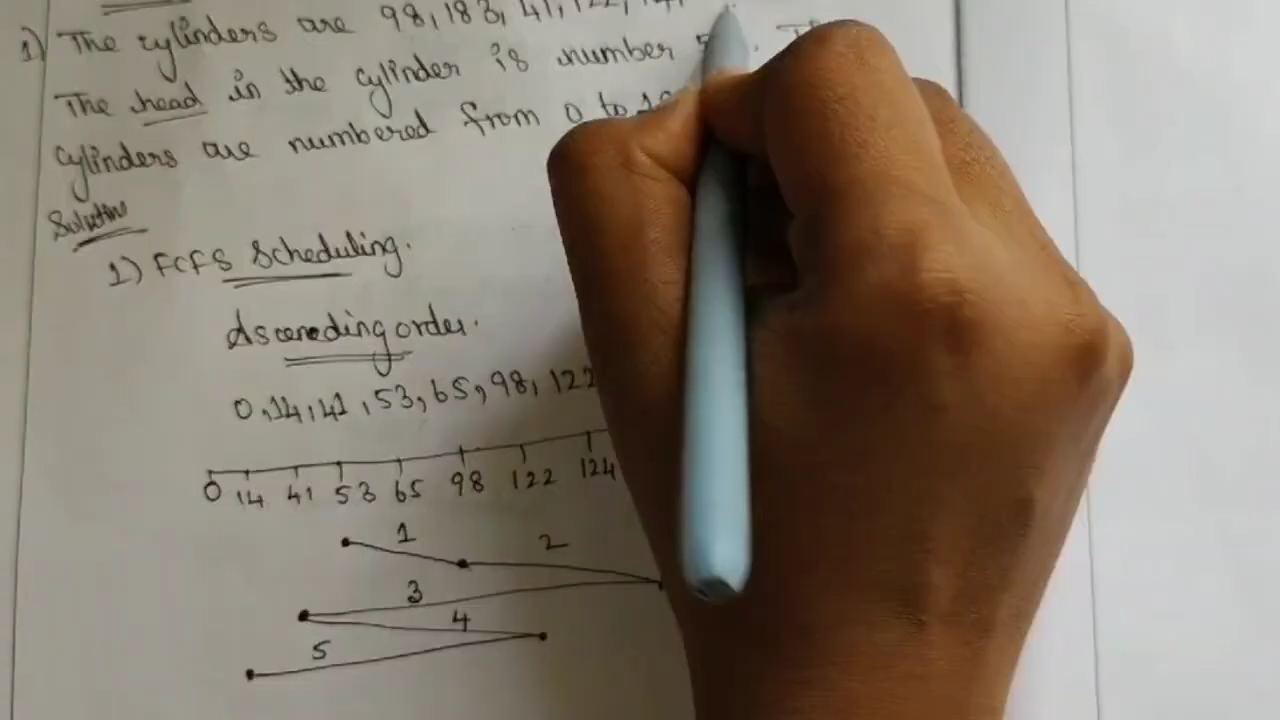 1) The cylinders are 98, 183, 41, 122,
The head in the cylinder is number
cylinders are numbered from 0 to
Solution
1) FCFS Scheduling.
Ascending order.
0, 14, 41, 53, 65, 98, 122
0 14 41 53 65 98 122 124
1
2
3
4
5